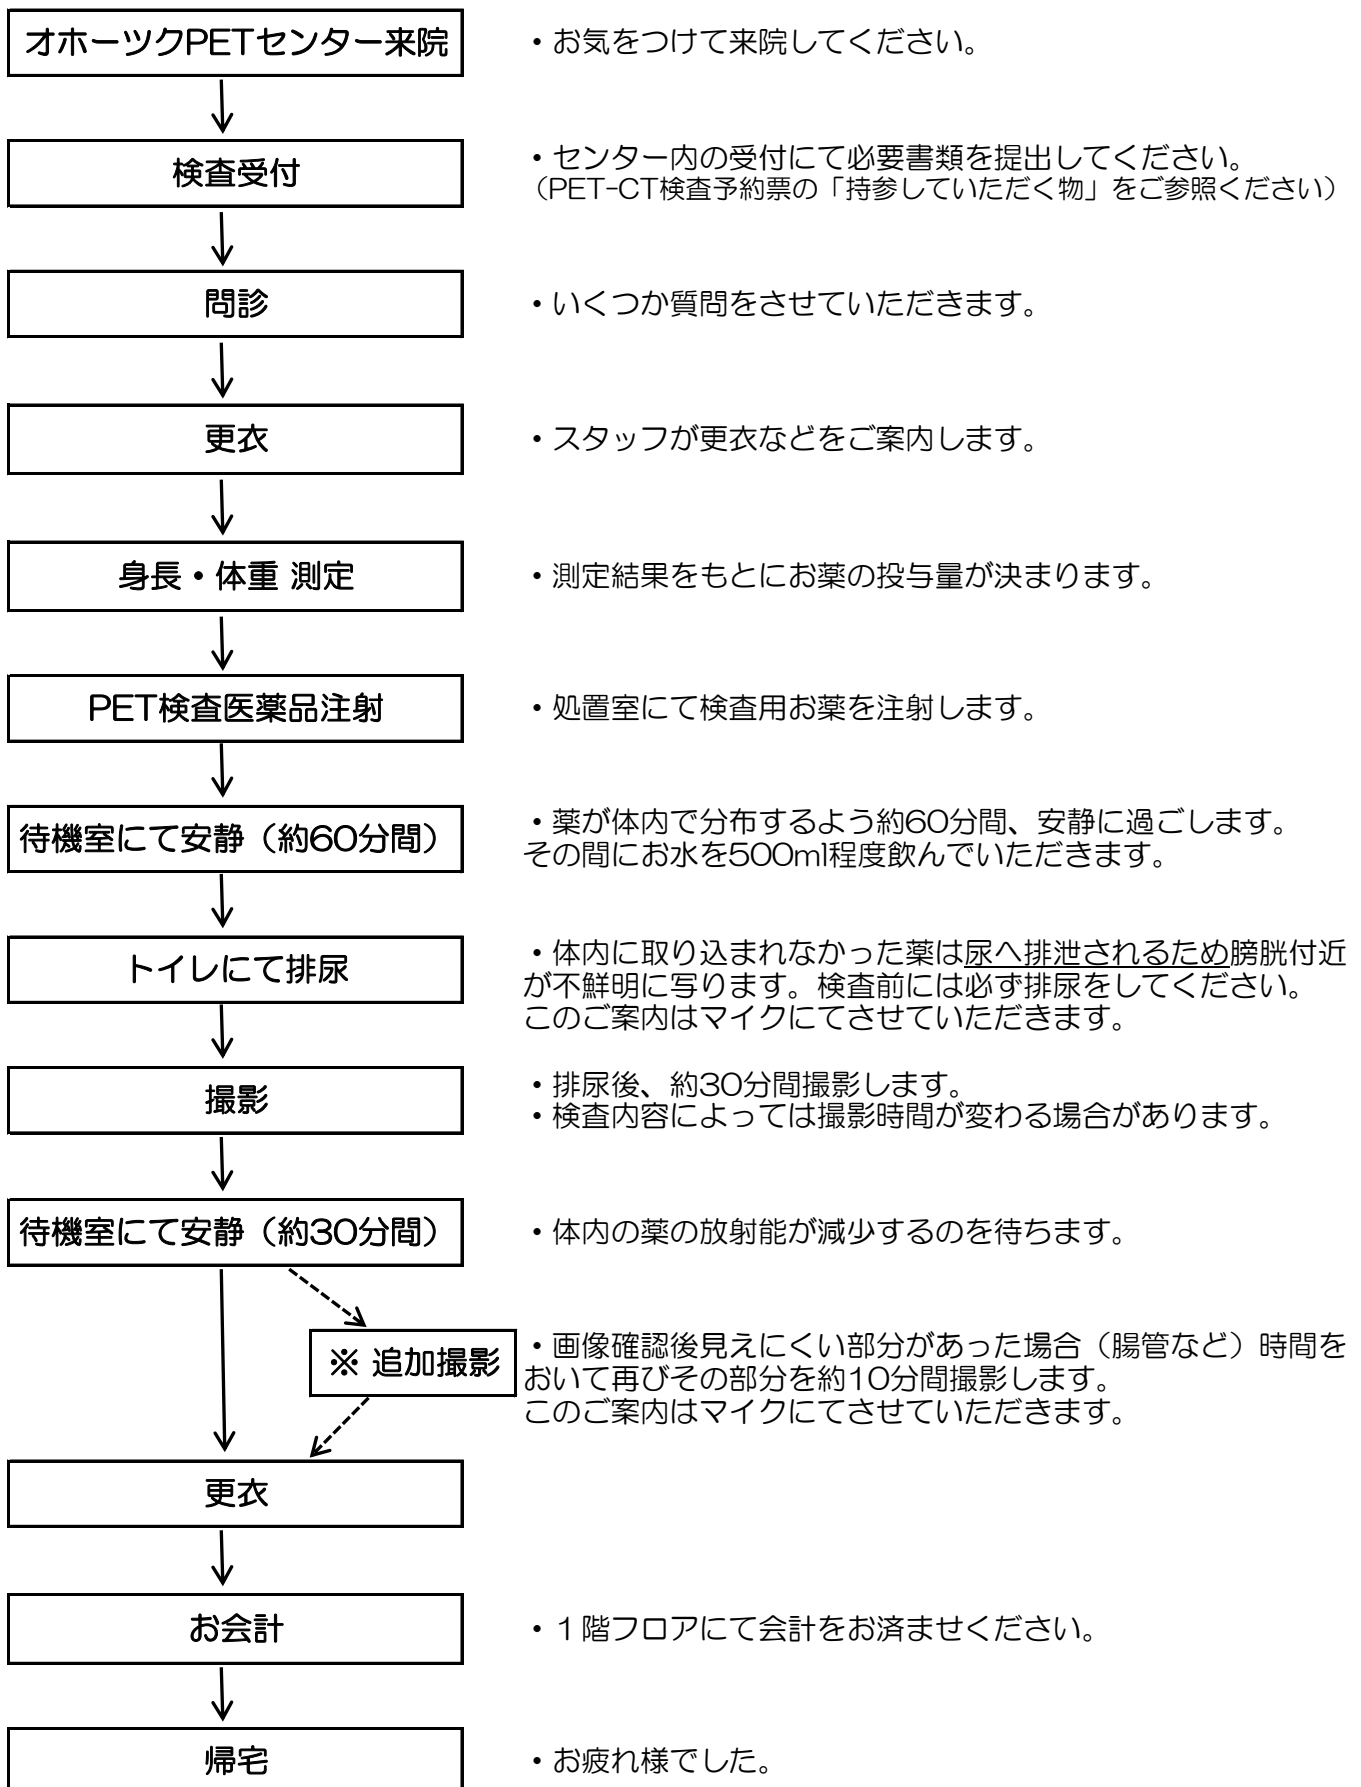 オホーツクPETセンター来院
・お気をつけて来院してください。
検査受付
・センター内の受付にて必要書類を提出してください。
（PET-CT検査予約票の「持参していただく物」をご参照ください）
問診
・いくつか質問をさせていただきます。
更衣
・スタッフが更衣などをご案内します。
身長・体重 測定
・測定結果をもとにお薬の投与量が決まります。
PET検査医薬品注射
・処置室にて検査用お薬を注射します。
待機室にて安静（約60分間）
・薬が体内で分布するよう約60分間、安静に過ごします。
その間にお水を500ml程度飲んでいただきます。
トイレにて排尿
・体内に取り込まれなかった薬は尿へ排泄されるため膀胱付近
が不鮮明に写ります。検査前には必ず排尿をしてください。
このご案内はマイクにてさせていただきます。
撮影
・排尿後、約30分間撮影します。
・検査内容によっては撮影時間が変わる場合があります。
待機室にて安静（約30分間）
・体内の薬の放射能が減少するのを待ちます。
※ 追加撮影
・画像確認後見えにくい部分があった場合（腸管など）時間を
おいて再びその部分を約10分間撮影します。
このご案内はマイクにてさせていただきます。
更衣
お会計
・１階フロアにて会計をお済ませください。
帰宅
・お疲れ様でした。